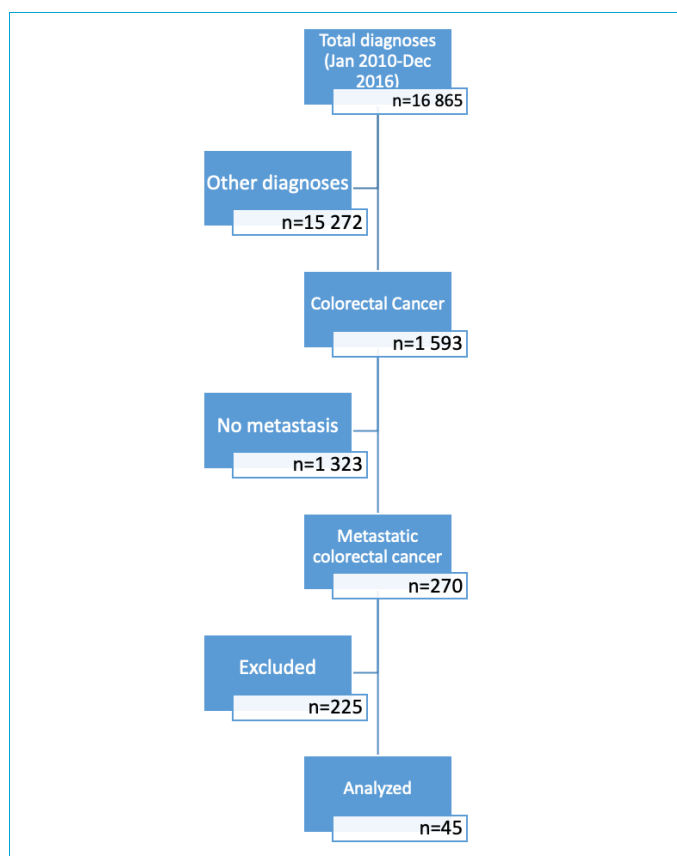 Total diagnoses
(Jan 2010-Dec
2016)
n=16 865
Other diagnoses
n=15 272
Colorectal Cancer
n=1 593
No metastasis
n=1 323
Metastatic
colorectal cancer
n=270
Excluded
n=225
Analyzed
n=45